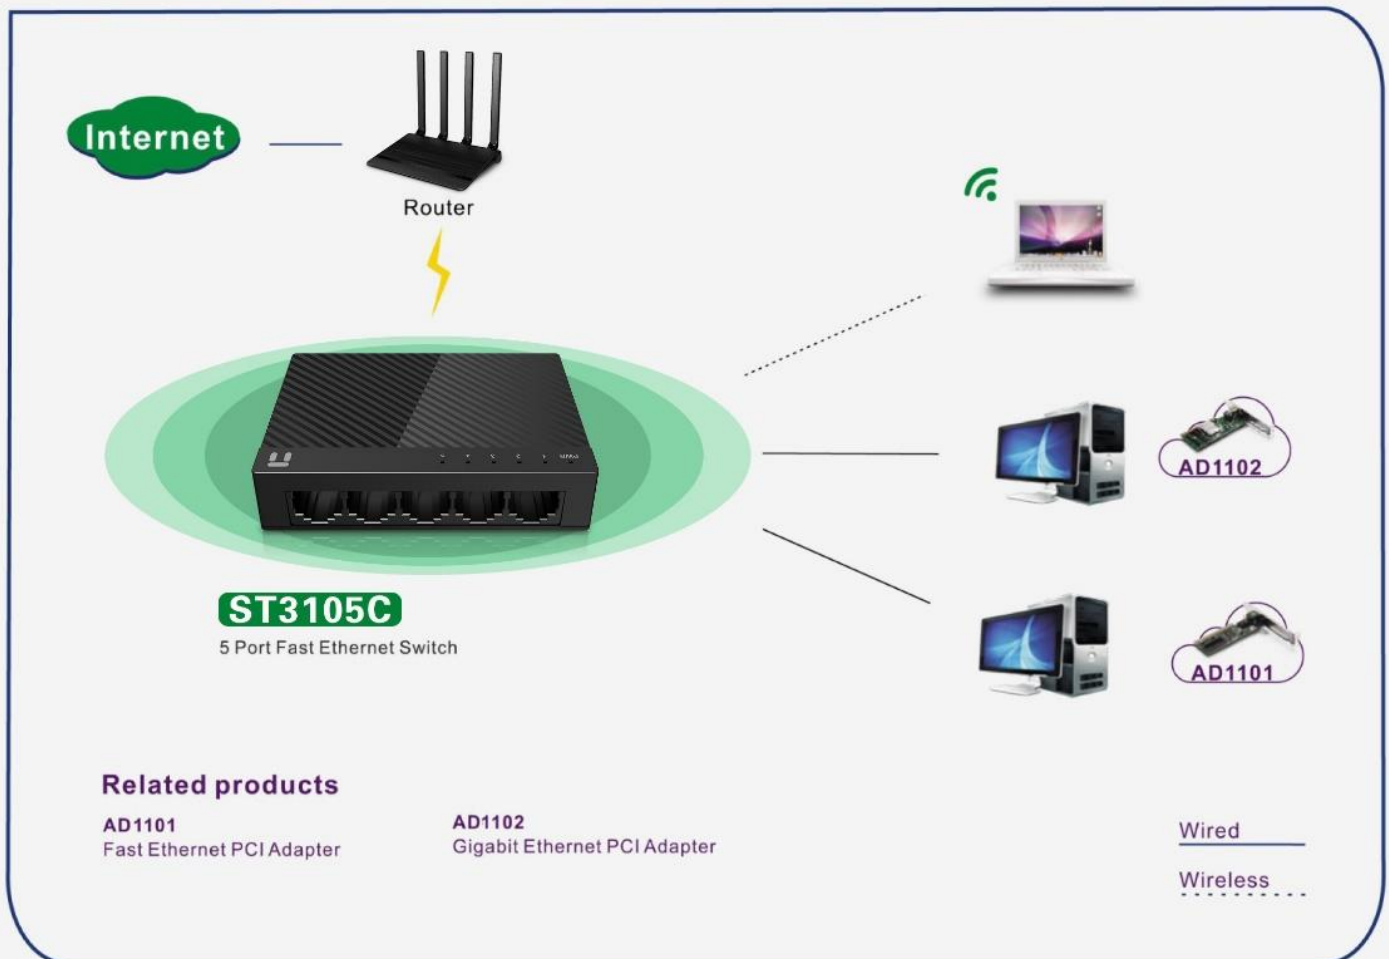 Internet
Router
ST3105C
5 Port Fast Ethernet Switch
AD1102
AD1101
Related products
AD1101
Fast Ethernet PCI Adapter
AD1102
Gigabit Ethernet PCI Adapter
Wired
Wireless